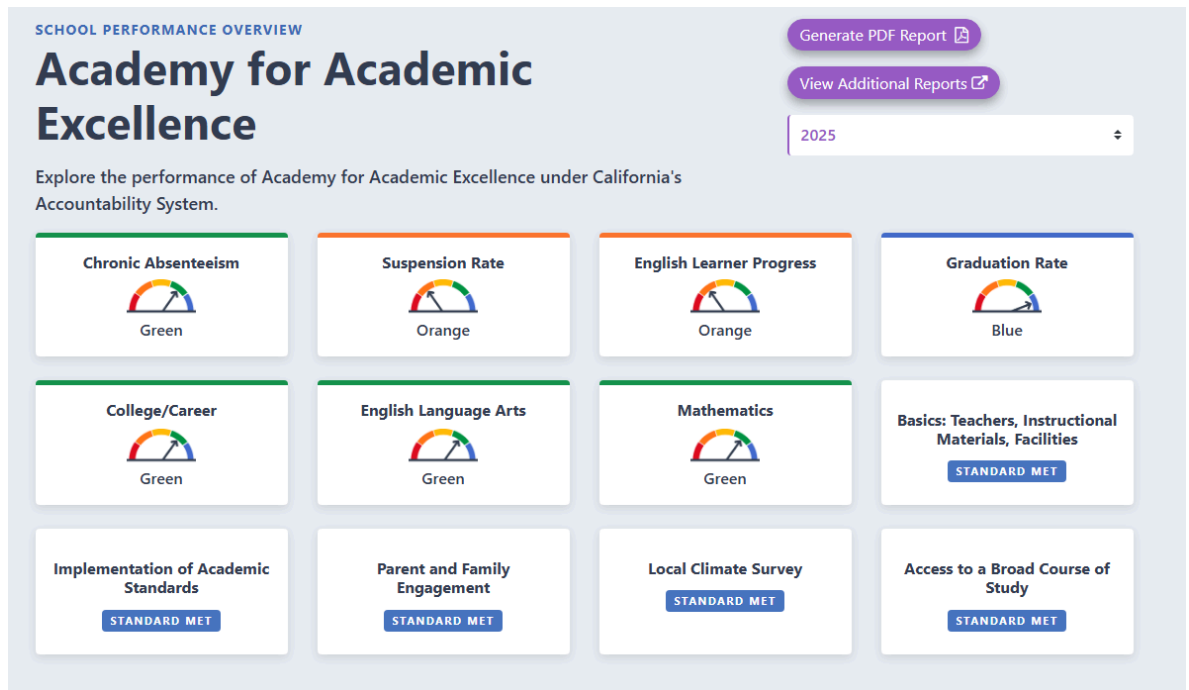 SCHOOL PERFORMANCE OVERVIEW
Academy for Academic
Excellence
Explore the performance of Academy for Academic Excellence under California's
Accountability System.
Generate PDF Report
View Additional Reports
2025
Chronic Absenteeism
Green
Suspension Rate
Orange
English Learner Progress
Orange
Graduation Rate
Blue
College/Career
Green
English Language Arts
Green
Mathematics
Green
Basics: Teachers, Instructional
Materials, Facilities
STANDARD MET
Implementation of Academic
Standards
STANDARD MET
Parent and Family
Engagement
STANDARD MET
Local Climate Survey
STANDARD MET
Access to a Broad Course of
Study
STANDARD MET